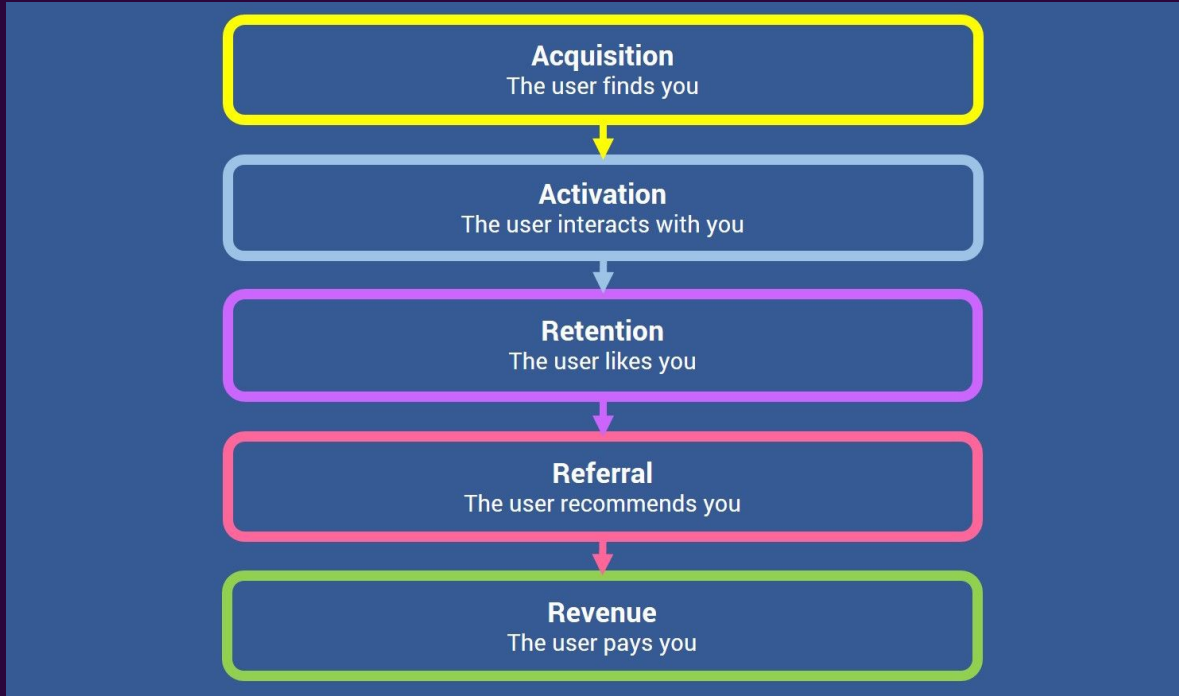 Acquisition
The user finds you
Activation
The user interacts with you
Retention
The user likes you
Referral
The user recommends you
Revenue
The user pays you